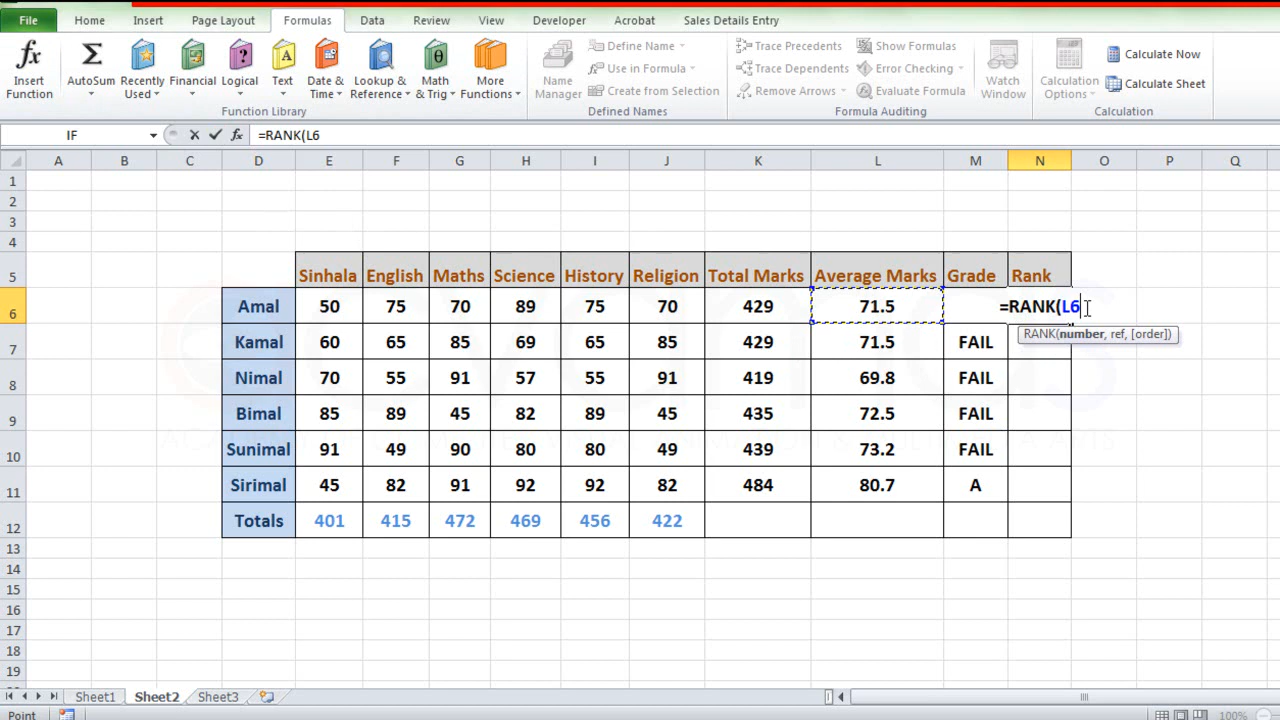 File Home Insert Page Layout Formulas Data Review View Developer Acrobat Sales Details Entry
fx Σ θ
Insert Function AutoSum Recently Used Financial Logical Text Date & Time Lookup & Reference Math & Trig More Functions
Function Library
Name Manager Define Name Use in Formula Create from Selection
Defined Names
Trace Precedents Trace Dependents Remove Arrows Show Formulas Error Checking Evaluate Formula Watch Window
Formula Auditing
Calculation Options Calculate Now Calculate Sheet
Calculation
IF fx =RANK(L6
A B C D E F G H I J K L M N O P Q
1
2
3
4
5 Sinhala English Maths Science History Religion Total Marks Average Marks Grade Rank
6 Amal 50 75 70 89 75 70 429 71.5 =RANK(L6
RANK(number, ref, [order])
7 Kamal 60 65 85 69 65 85 429 71.5 FAIL
8 Nimal 70 55 91 57 55 91 419 69.8 FAIL
9 Bimal 85 89 45 82 89 45 435 72.5 FAIL
10 Sunimal 91 49 90 80 80 49 439 73.2 FAIL
11 Sirimal 45 82 91 92 92 82 484 80.7 A
12 Totals 401 415 472 469 456 422
13
14
15
16
17
18
19
Sheet1 Sheet2 Sheet3
Point 100%